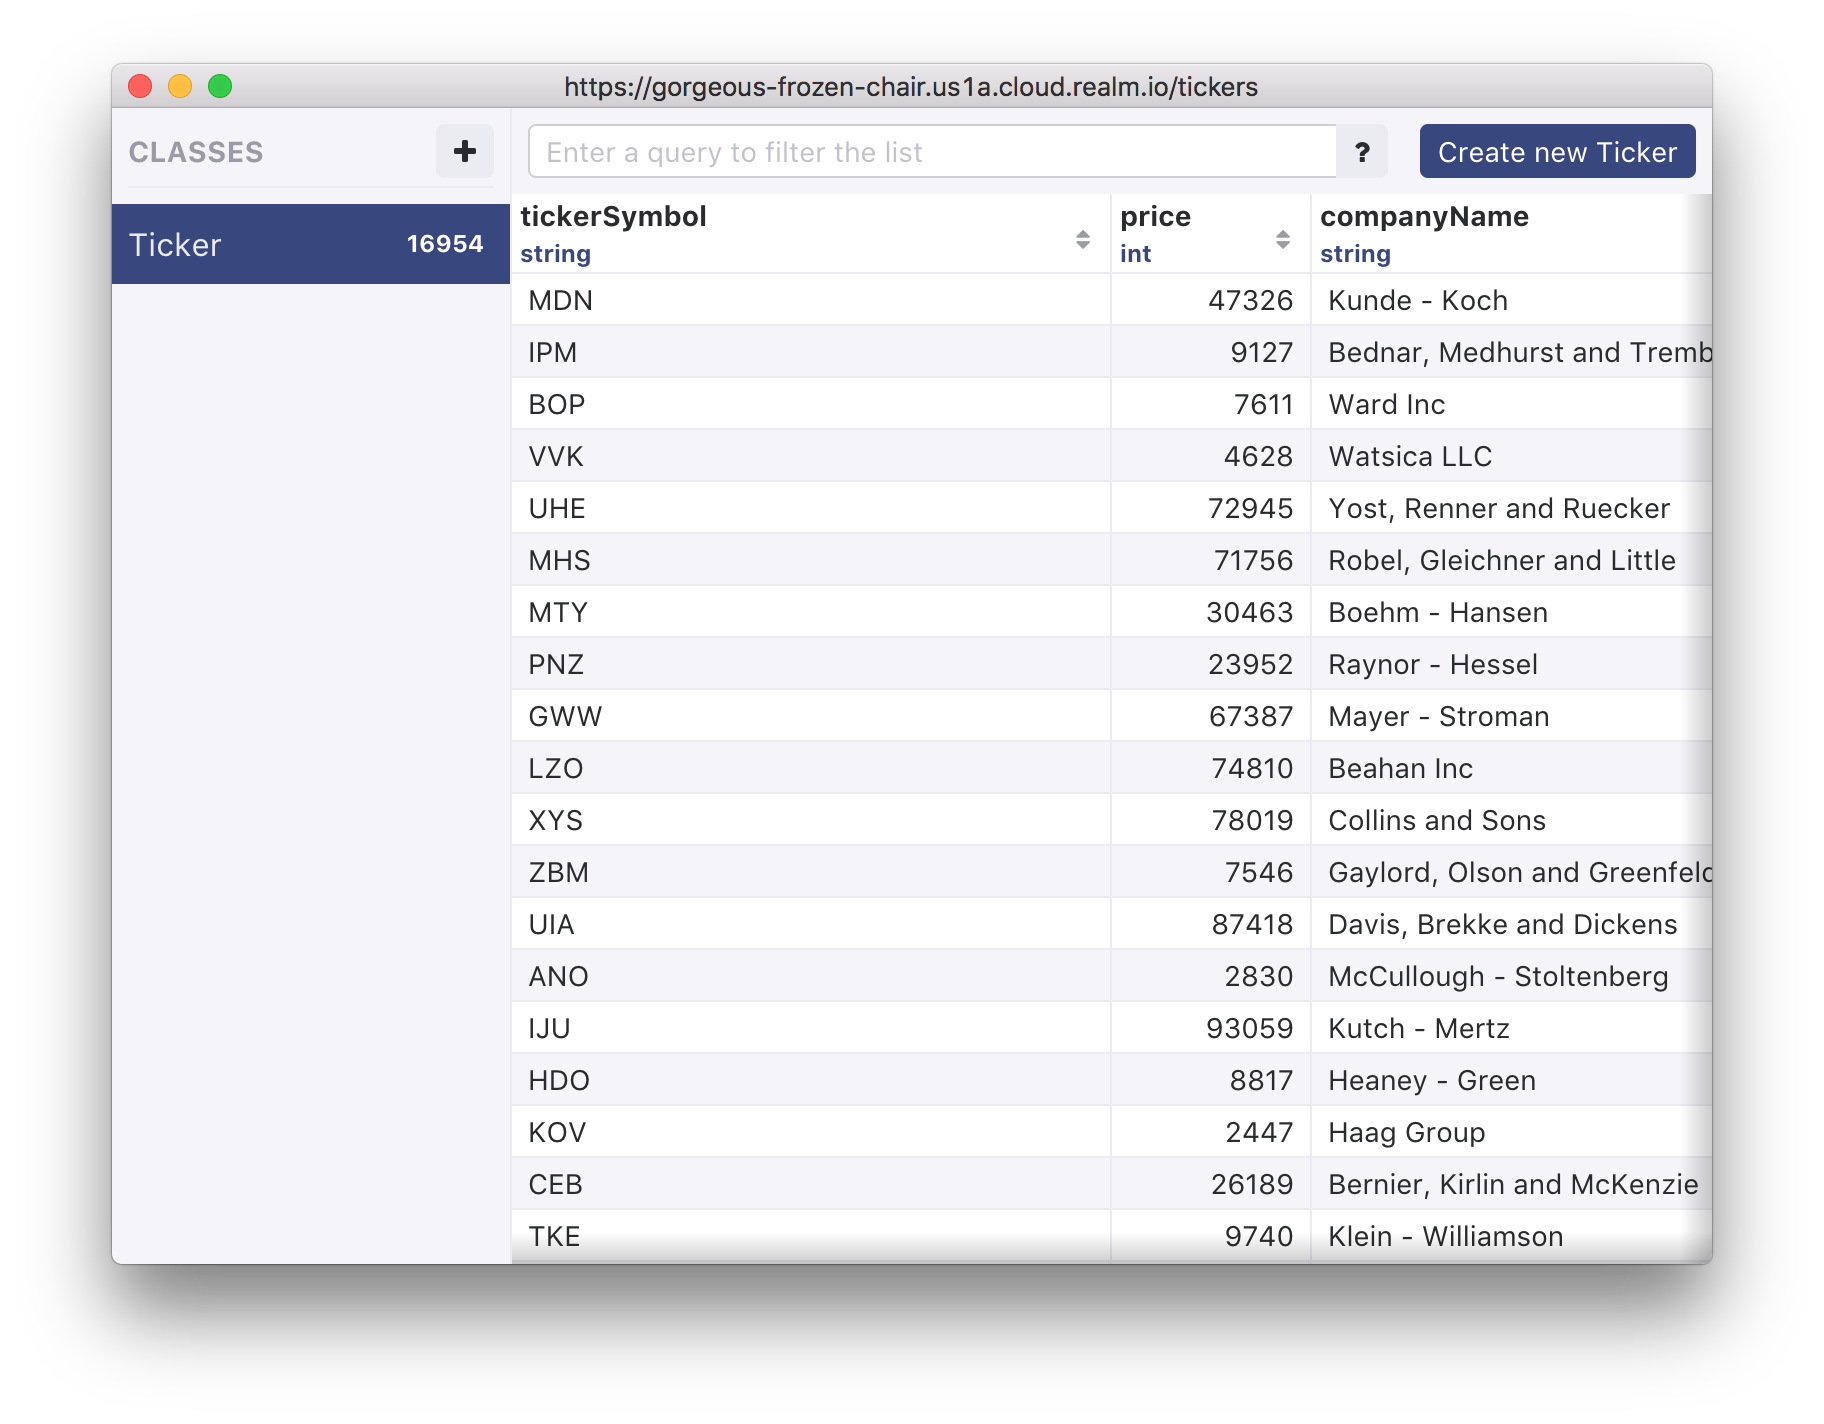 https://gorgeous-frozen-chair.us1a.cloud.realm.io/tickers
CLASSES
Enter a query to filter the list ? Create new Ticker
Ticker 16954
tickerSymbol price companyName
string int string
MDN 47326 Kunde - Koch
IPM 9127 Bednar, Medhurst and Tremb
BOP 7611 Ward Inc
VVK 4628 Watsica LLC
UHE 72945 Yost, Renner and Ruecker
MHS 71756 Robel, Gleichner and Little
MTY 30463 Boehm - Hansen
PNZ 23952 Raynor - Hessel
GWW 67387 Mayer - Stroman
LZO 74810 Beahan Inc
XYS 78019 Collins and Sons
ZBM 7546 Gaylord, Olson and Greenfeld
UIA 87418 Davis, Brekke and Dickens
ANO 2830 McCullough - Stoltenberg
IJU 93059 Kutch - Mertz
HDO 8817 Heaney - Green
KOV 2447 Haag Group
CEB 26189 Bernier, Kirlin and McKenzie
TKE 9740 Klein - Williamson